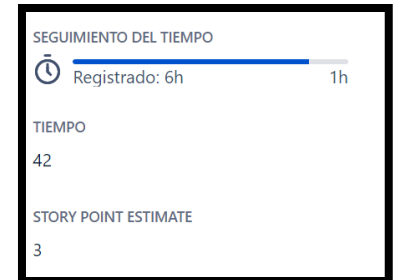 SEGUIMIENTO DEL TIEMPO
Registrado: 6h 1h
TIEMPO
42
STORY POINT ESTIMATE
3